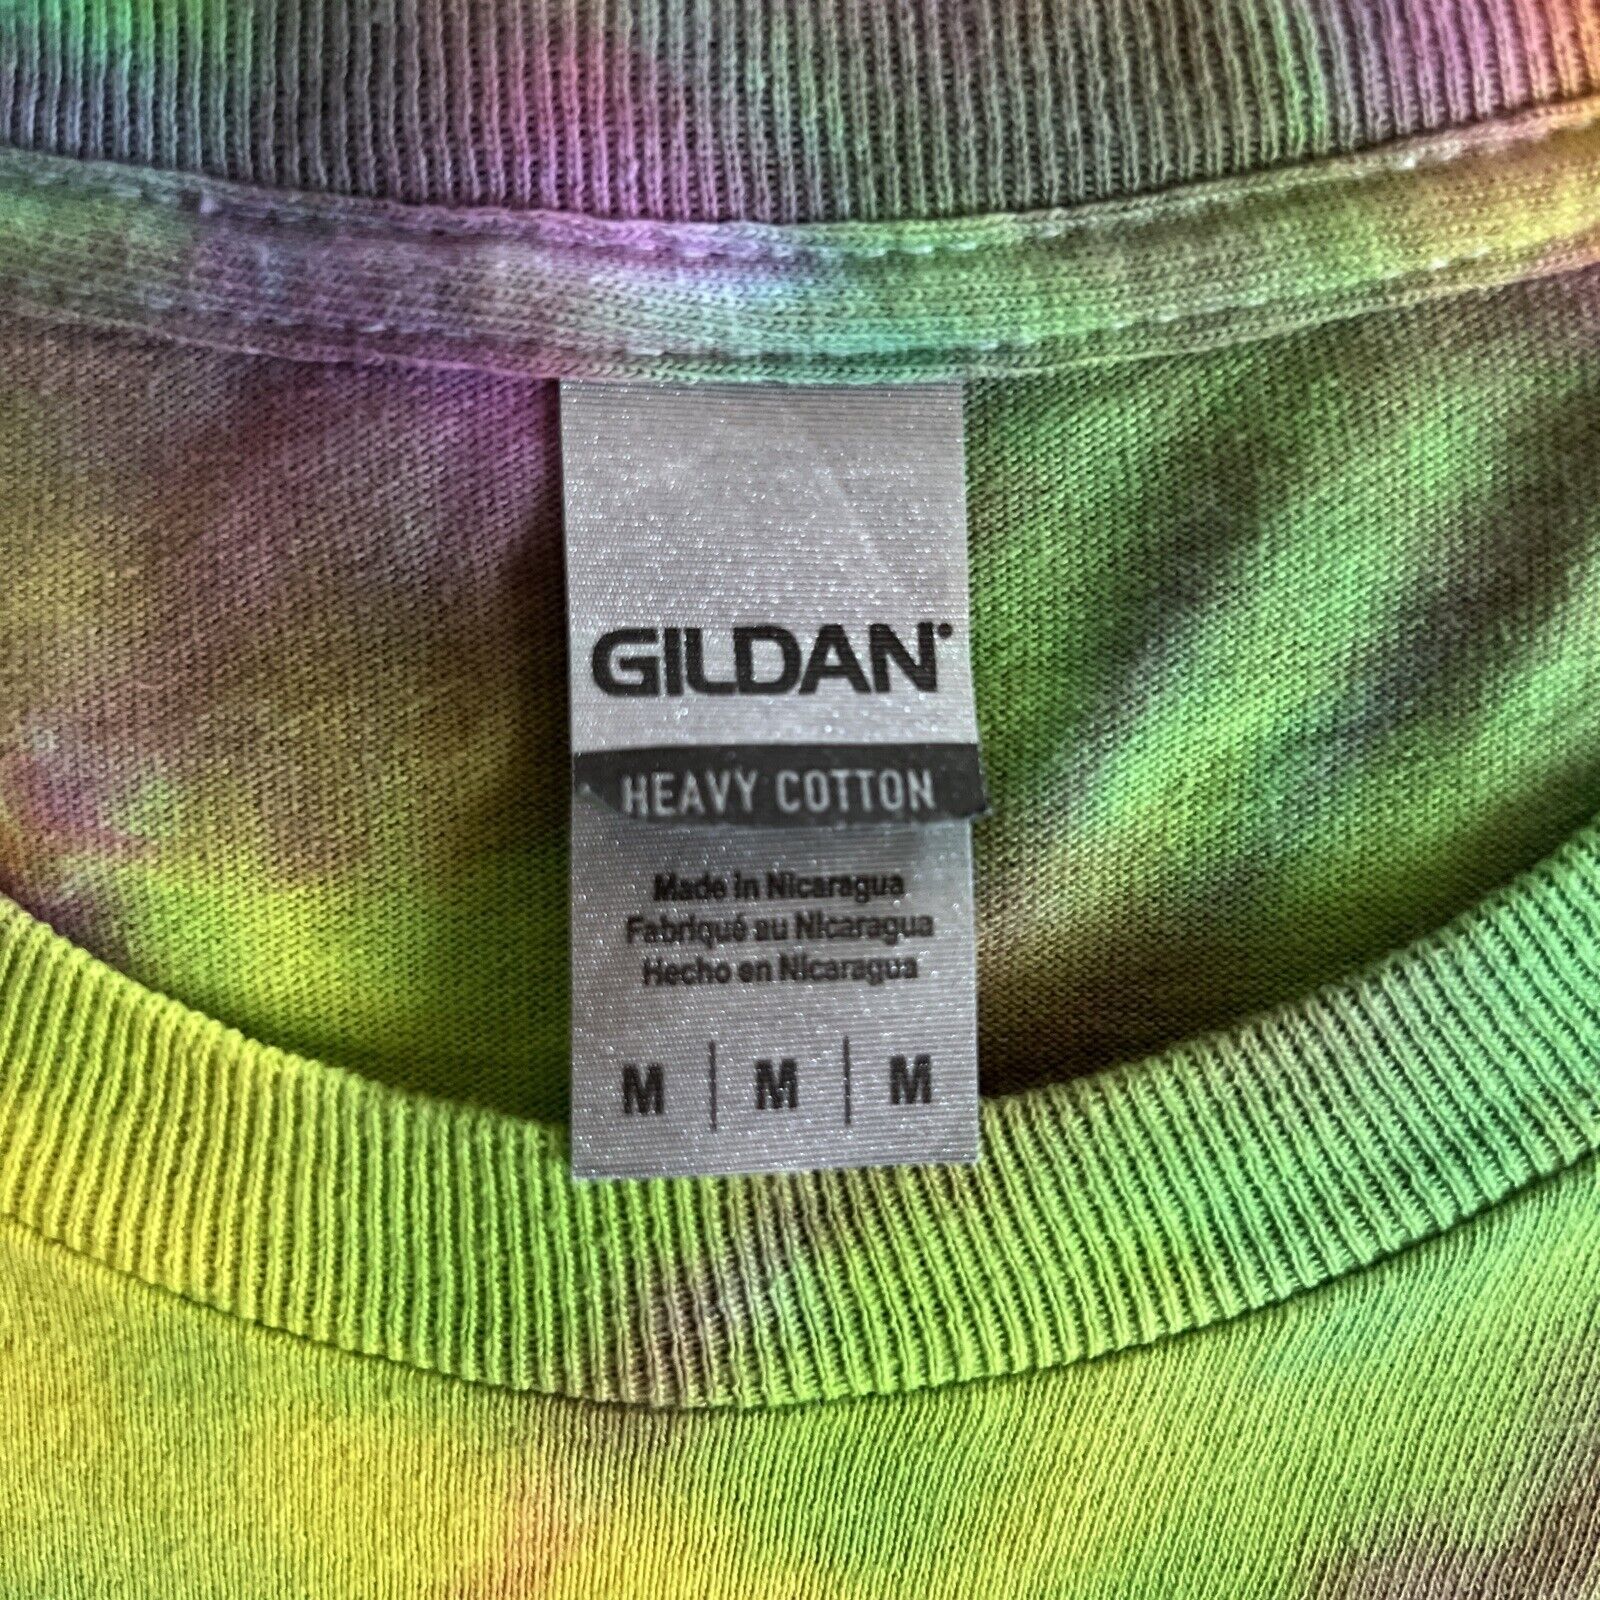 GILDAN®
HEAVY COTTON
Made in Nicaragua
Fabriqué au Nicaragua
Hecho en Nicaragua
M | M | M